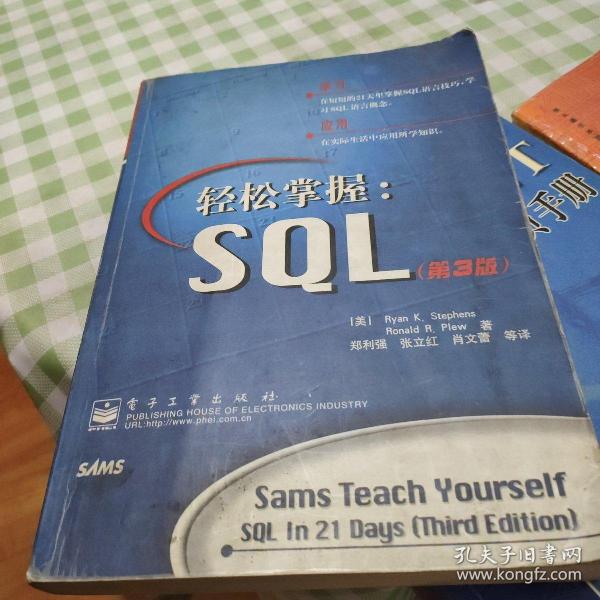 学习
在短短的21天里掌握SQL语言技巧,学
习SQL语言概念。
应用
在实际生活中应用所学知识。
轻松掌握:
SQL(第3版)
[美] Ryan K. Stephens
Ronald R. Plew 著
郑利强 张立红 肖文蕾 等译
电子工业出版社
PUBLISHING HOUSE OF ELECTRONICS INDUSTRY
URL:http://www.phei.com.cn
SAMS
Sams Teach Yourself
SQL In 21 Days (Third Edition)
手册
孔夫子旧书网
www.kongfz.com